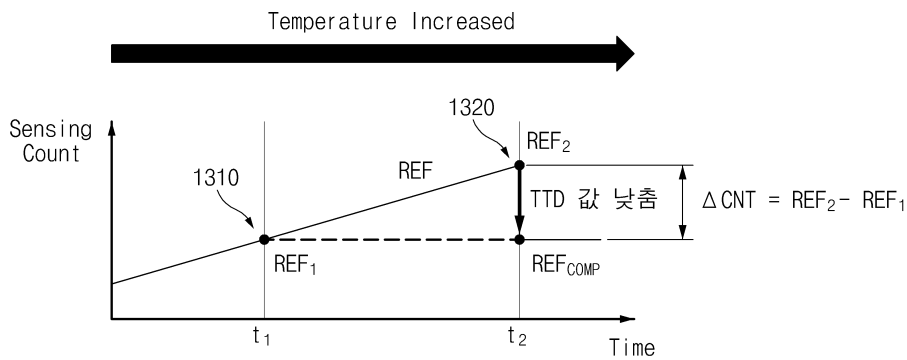 Temperature Increased
Sensing
Count
1320
REF₂
REF
1310
TTD 값 낮춤
ΔCNT = REF₂− REF₁
REF₁
REF_COMP
t₁
t₂
Time